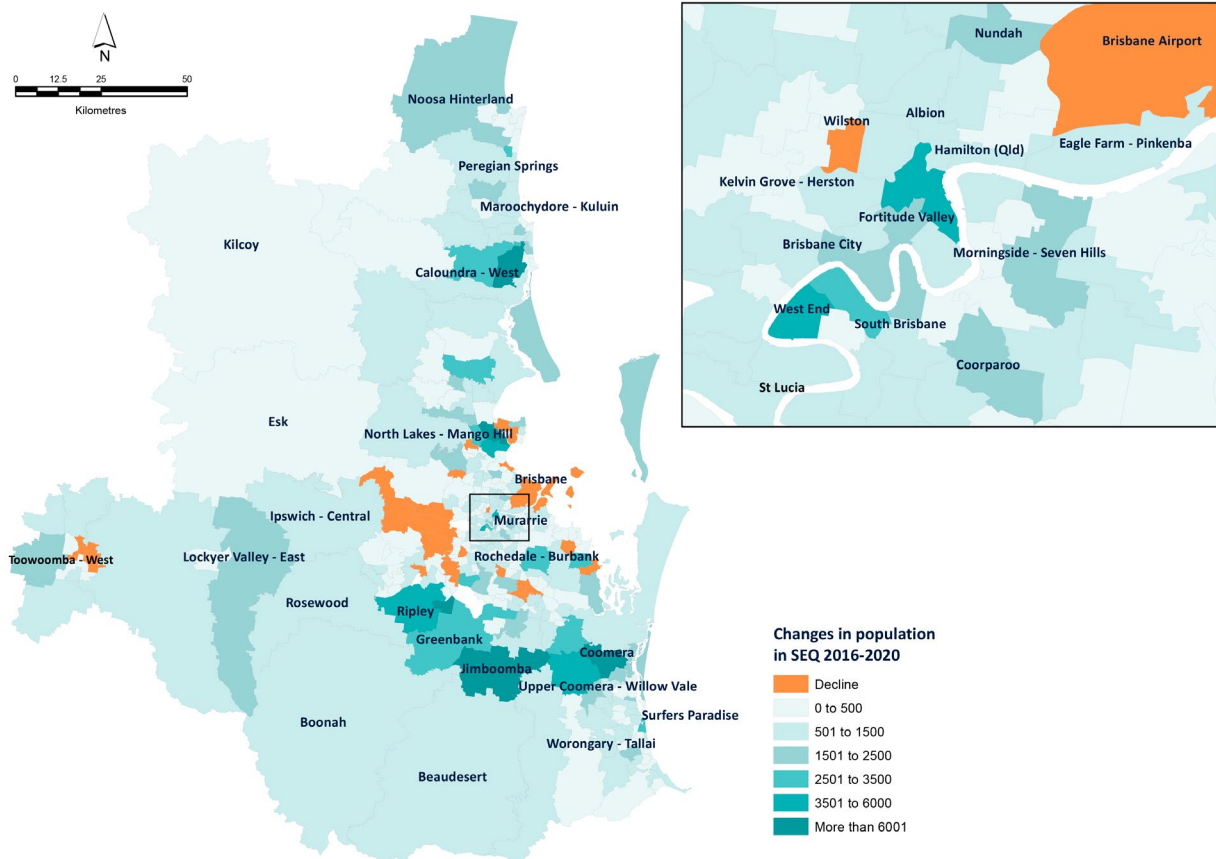 N
0 12.5 25 50
Kilometres
Noosa Hinterland
Peregian Springs
Maroochydore - Kuluin
Kilcoy
Caloundra - West
Esk
North Lakes - Mango Hill
Brisbane
Ipswich - Central
Murarrie
Toowoomba - West
Lockyer Valley - East
Rochedale - Burbank
Rosewood
Ripley
Greenbank
Coomera
Jimboomba
Upper Coomera - Willow Vale
Boonah
Surfers Paradise
Worongary - Tallai
Beaudesert
Nundah
Brisbane Airport
Wilston
Albion
Hamilton (Qld)
Eagle Farm - Pinkenba
Kelvin Grove - Herston
Fortitude Valley
Brisbane City
Morningside - Seven Hills
West End
South Brisbane
Coorparoo
St Lucia
Changes in population
in SEQ 2016-2020
Decline
0 to 500
501 to 1500
1501 to 2500
2501 to 3500
3501 to 6000
More than 6001